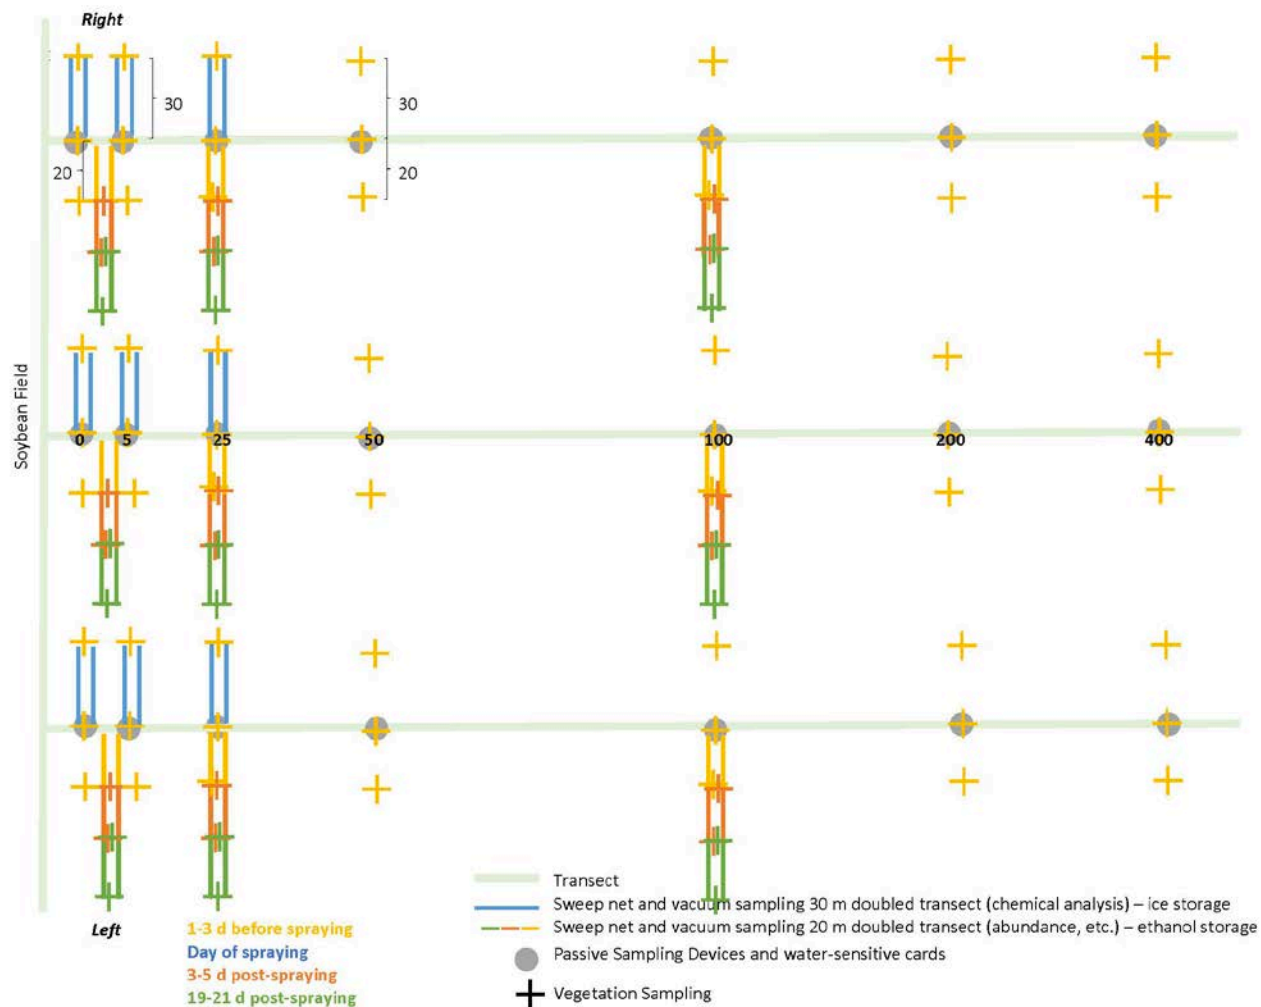 Right
30
30
20
20
Soybean Field
0 5 25 50 100 200 400
Left
1-3 d before spraying
Day of spraying
3-5 d post-spraying
19-21 d post-spraying
Transect
Sweep net and vacuum sampling 30 m doubled transect (chemical analysis) – ice storage
Sweep net and vacuum sampling 20 m doubled transect (abundance, etc.) – ethanol storage
Passive Sampling Devices and water-sensitive cards
Vegetation Sampling